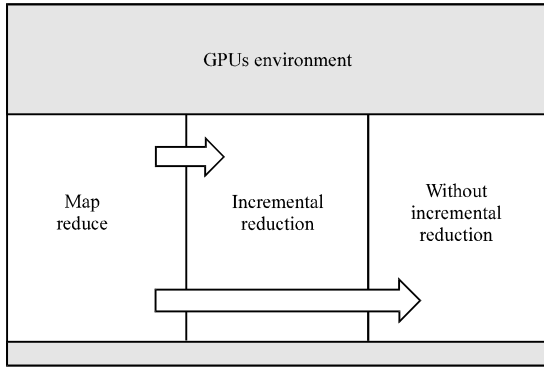 GPUs environment
Map
reduce
Incremental
reduction
Without
incremental
reduction